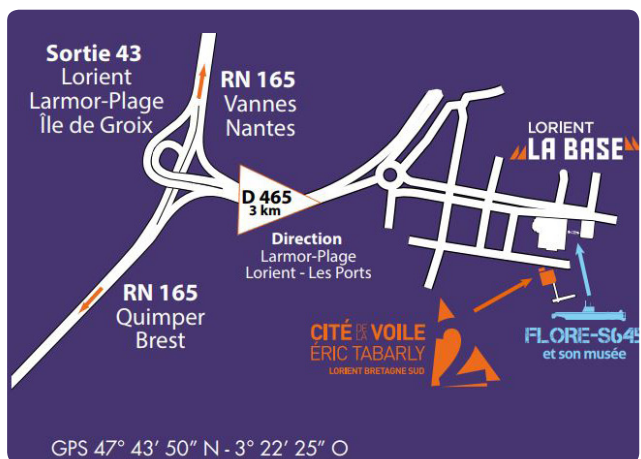 Sortie 43
Lorient
Larmor-Plage
Île de Groix
RN 165
Vannes
Nantes
LORIENT
LA BASE
D 465
3 km
Direction
Larmor-Plage
Lorient - Les Ports
RN 165
Quimper
Brest
CITÉ DE LA VOILE
ÉRIC TABARLY
LORIENT BRETAGNE SUD
FLORE-S645
et son musée
GPS 47° 43’ 50” N - 3° 22’ 25” O